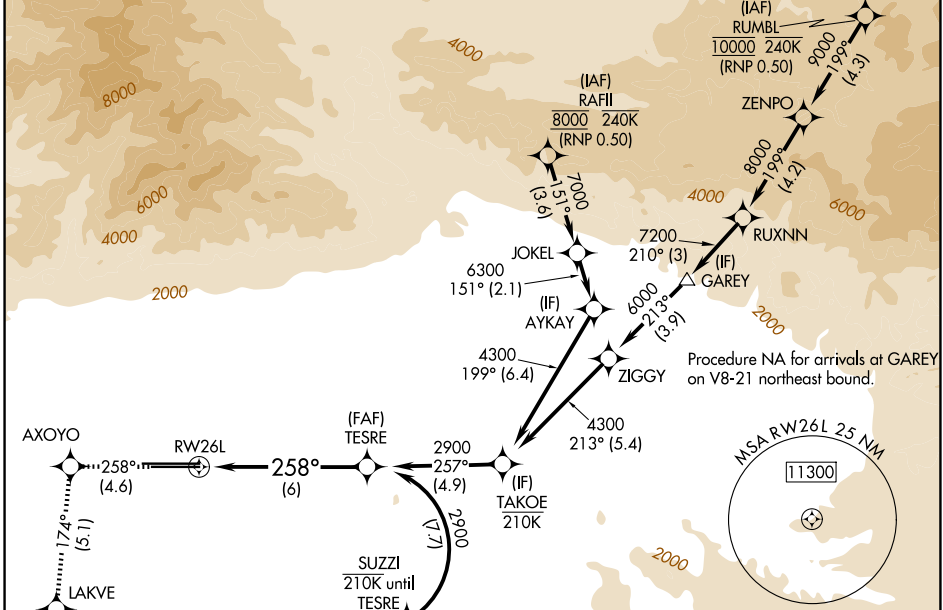 (IAF)
RUMBL
10000 240K
(RNP 0.50)
9000
199°
(4.3)
4000
(IAF)
RAFII
8000 240K
(RNP 0.50)
8000
ZENPO
7000
151°
(3.6)
8000
199°
(4.2)
6000
4000
6000
4000
RUXNN
7200
210° (3)
JOKEL
(IF)
GAREY
6300
151° (2.1)
2000
(IF)
AYKAY
6000
213°
(3.9)
2000
4300
199° (6.4)
ZIGGY
Procedure NA for arrivals at GAREY
on V8-21 northeast bound.
4300
213° (5.4)
AXOYO
RW26L
(FAF)
TESRE
2900
257°
(4.9)
258°
(4.6)
258°
(6)
(IF)
TAKOE
210K
MSA RW26L 25 NM
11300
174°
(5.1)
2900
(7.7)
SUZZI
210K until
TESRE
2000
LAKVE